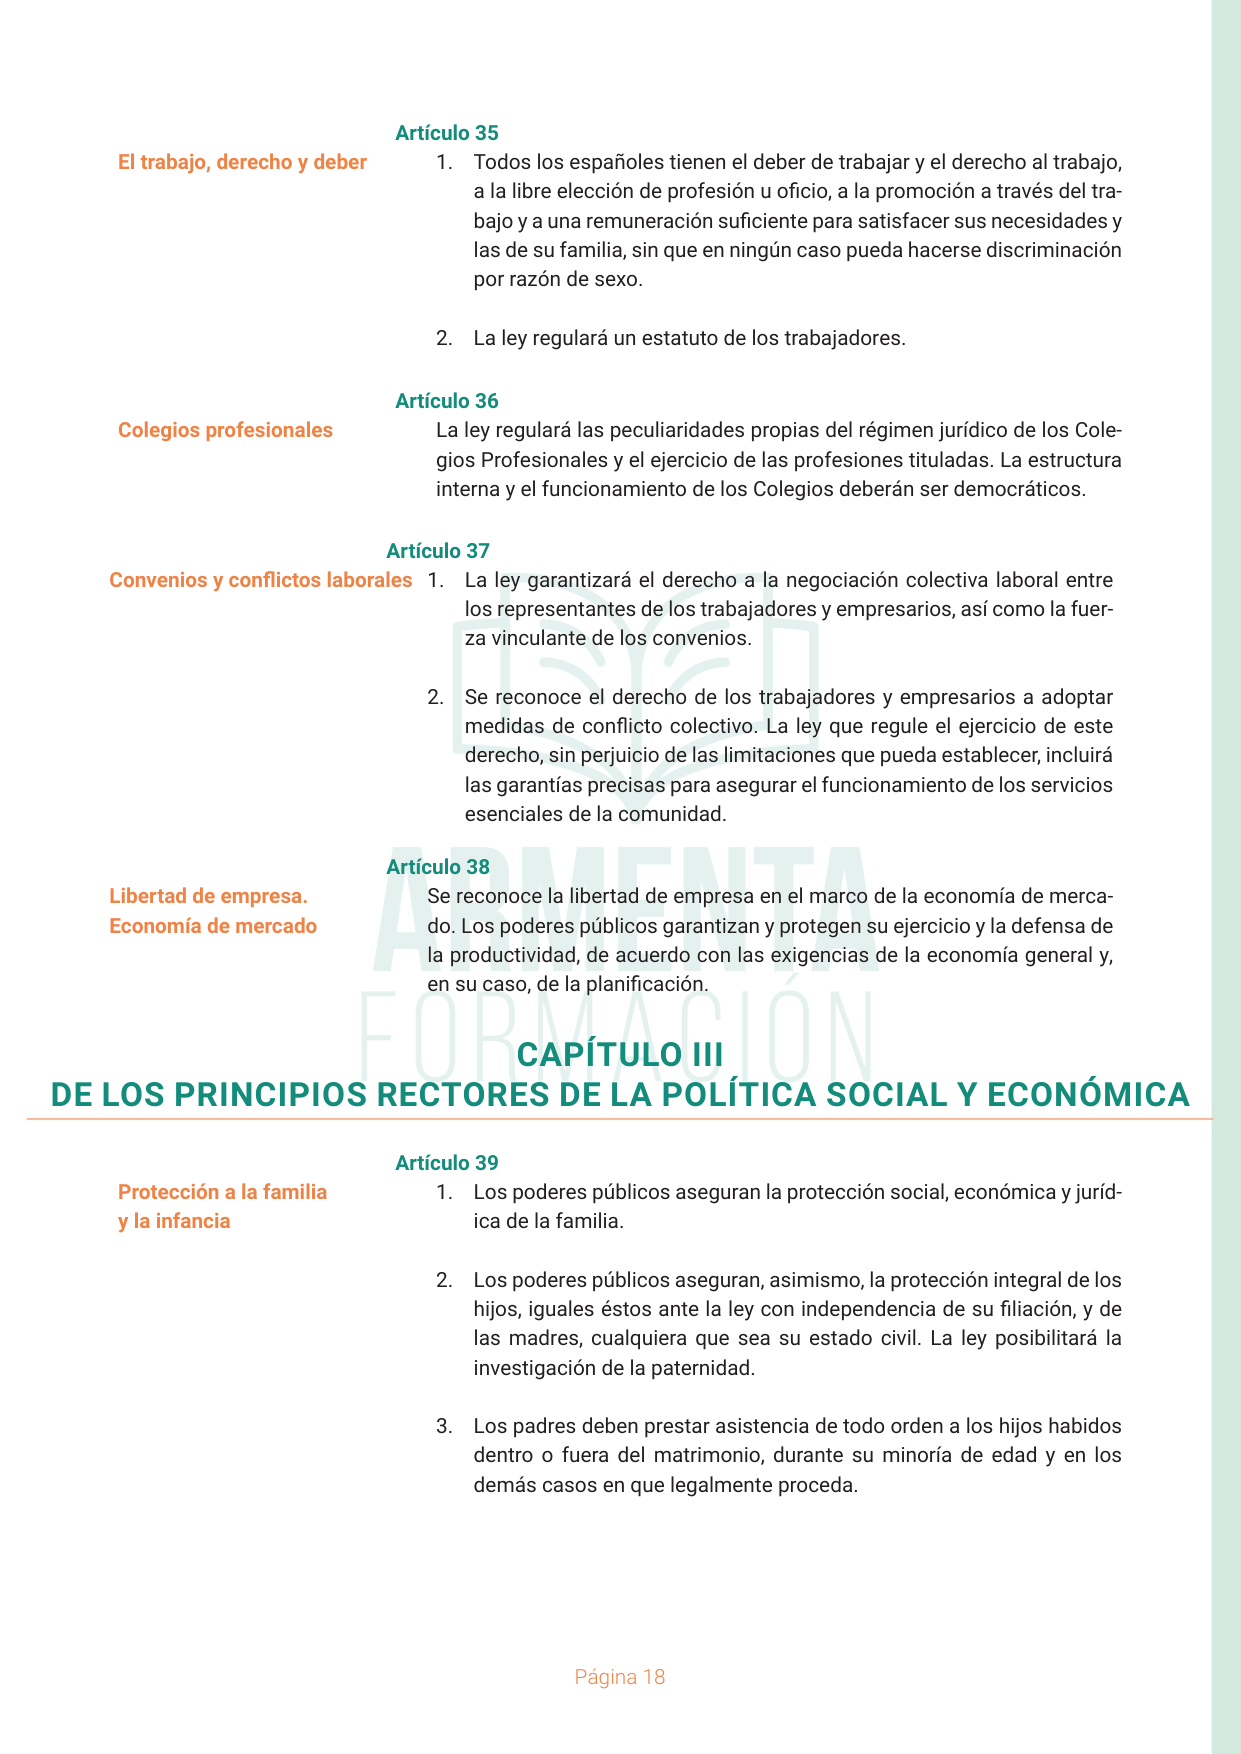 Artículo 35
El trabajo, derecho y deber
1. Todos los españoles tienen el deber de trabajar y el derecho al trabajo,
a la libre elección de profesión u oficio, a la promoción a través del tra-
bajo y a una remuneración suficiente para satisfacer sus necesidades y
las de su familia, sin que en ningún caso pueda hacerse discriminación
por razón de sexo.
2. La ley regulará un estatuto de los trabajadores.
Artículo 36
Colegios profesionales
La ley regulará las peculiaridades propias del régimen jurídico de los Cole-
gios Profesionales y el ejercicio de las profesiones tituladas. La estructura
interna y el funcionamiento de los Colegios deberán ser democráticos.
Artículo 37
Convenios y conflictos laborales
1. La ley garantizará el derecho a la negociación colectiva laboral entre
los representantes de los trabajadores y empresarios, así como la fuer-
za vinculante de los convenios.
2. Se reconoce el derecho de los trabajadores y empresarios a adoptar
medidas de conflicto colectivo. La ley que regule el ejercicio de este
derecho, sin perjuicio de las limitaciones que pueda establecer, incluirá
las garantías precisas para asegurar el funcionamiento de los servicios
esenciales de la comunidad.
Artículo 38
Libertad de empresa.
Economía de mercado
Se reconoce la libertad de empresa en el marco de la economía de merca-
do. Los poderes públicos garantizan y protegen su ejercicio y la defensa de
la productividad, de acuerdo con las exigencias de la economía general y,
en su caso, de la planificación.
ARMENTA
FORMACIÓN
CAPÍTULO III
DE LOS PRINCIPIOS RECTORES DE LA POLÍTICA SOCIAL Y ECONÓMICA
Artículo 39
Protección a la familia
y la infancia
1. Los poderes públicos aseguran la protección social, económica y juríd-
ica de la familia.
2. Los poderes públicos aseguran, asimismo, la protección integral de los
hijos, iguales éstos ante la ley con independencia de su filiación, y de
las madres, cualquiera que sea su estado civil. La ley posibilitará la
investigación de la paternidad.
3. Los padres deben prestar asistencia de todo orden a los hijos habidos
dentro o fuera del matrimonio, durante su minoría de edad y en los
demás casos en que legalmente proceda.
Página 18